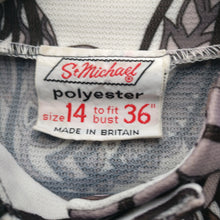 St Michael
polyester
size 14 to fit bust 36"
MADE IN BRITAIN